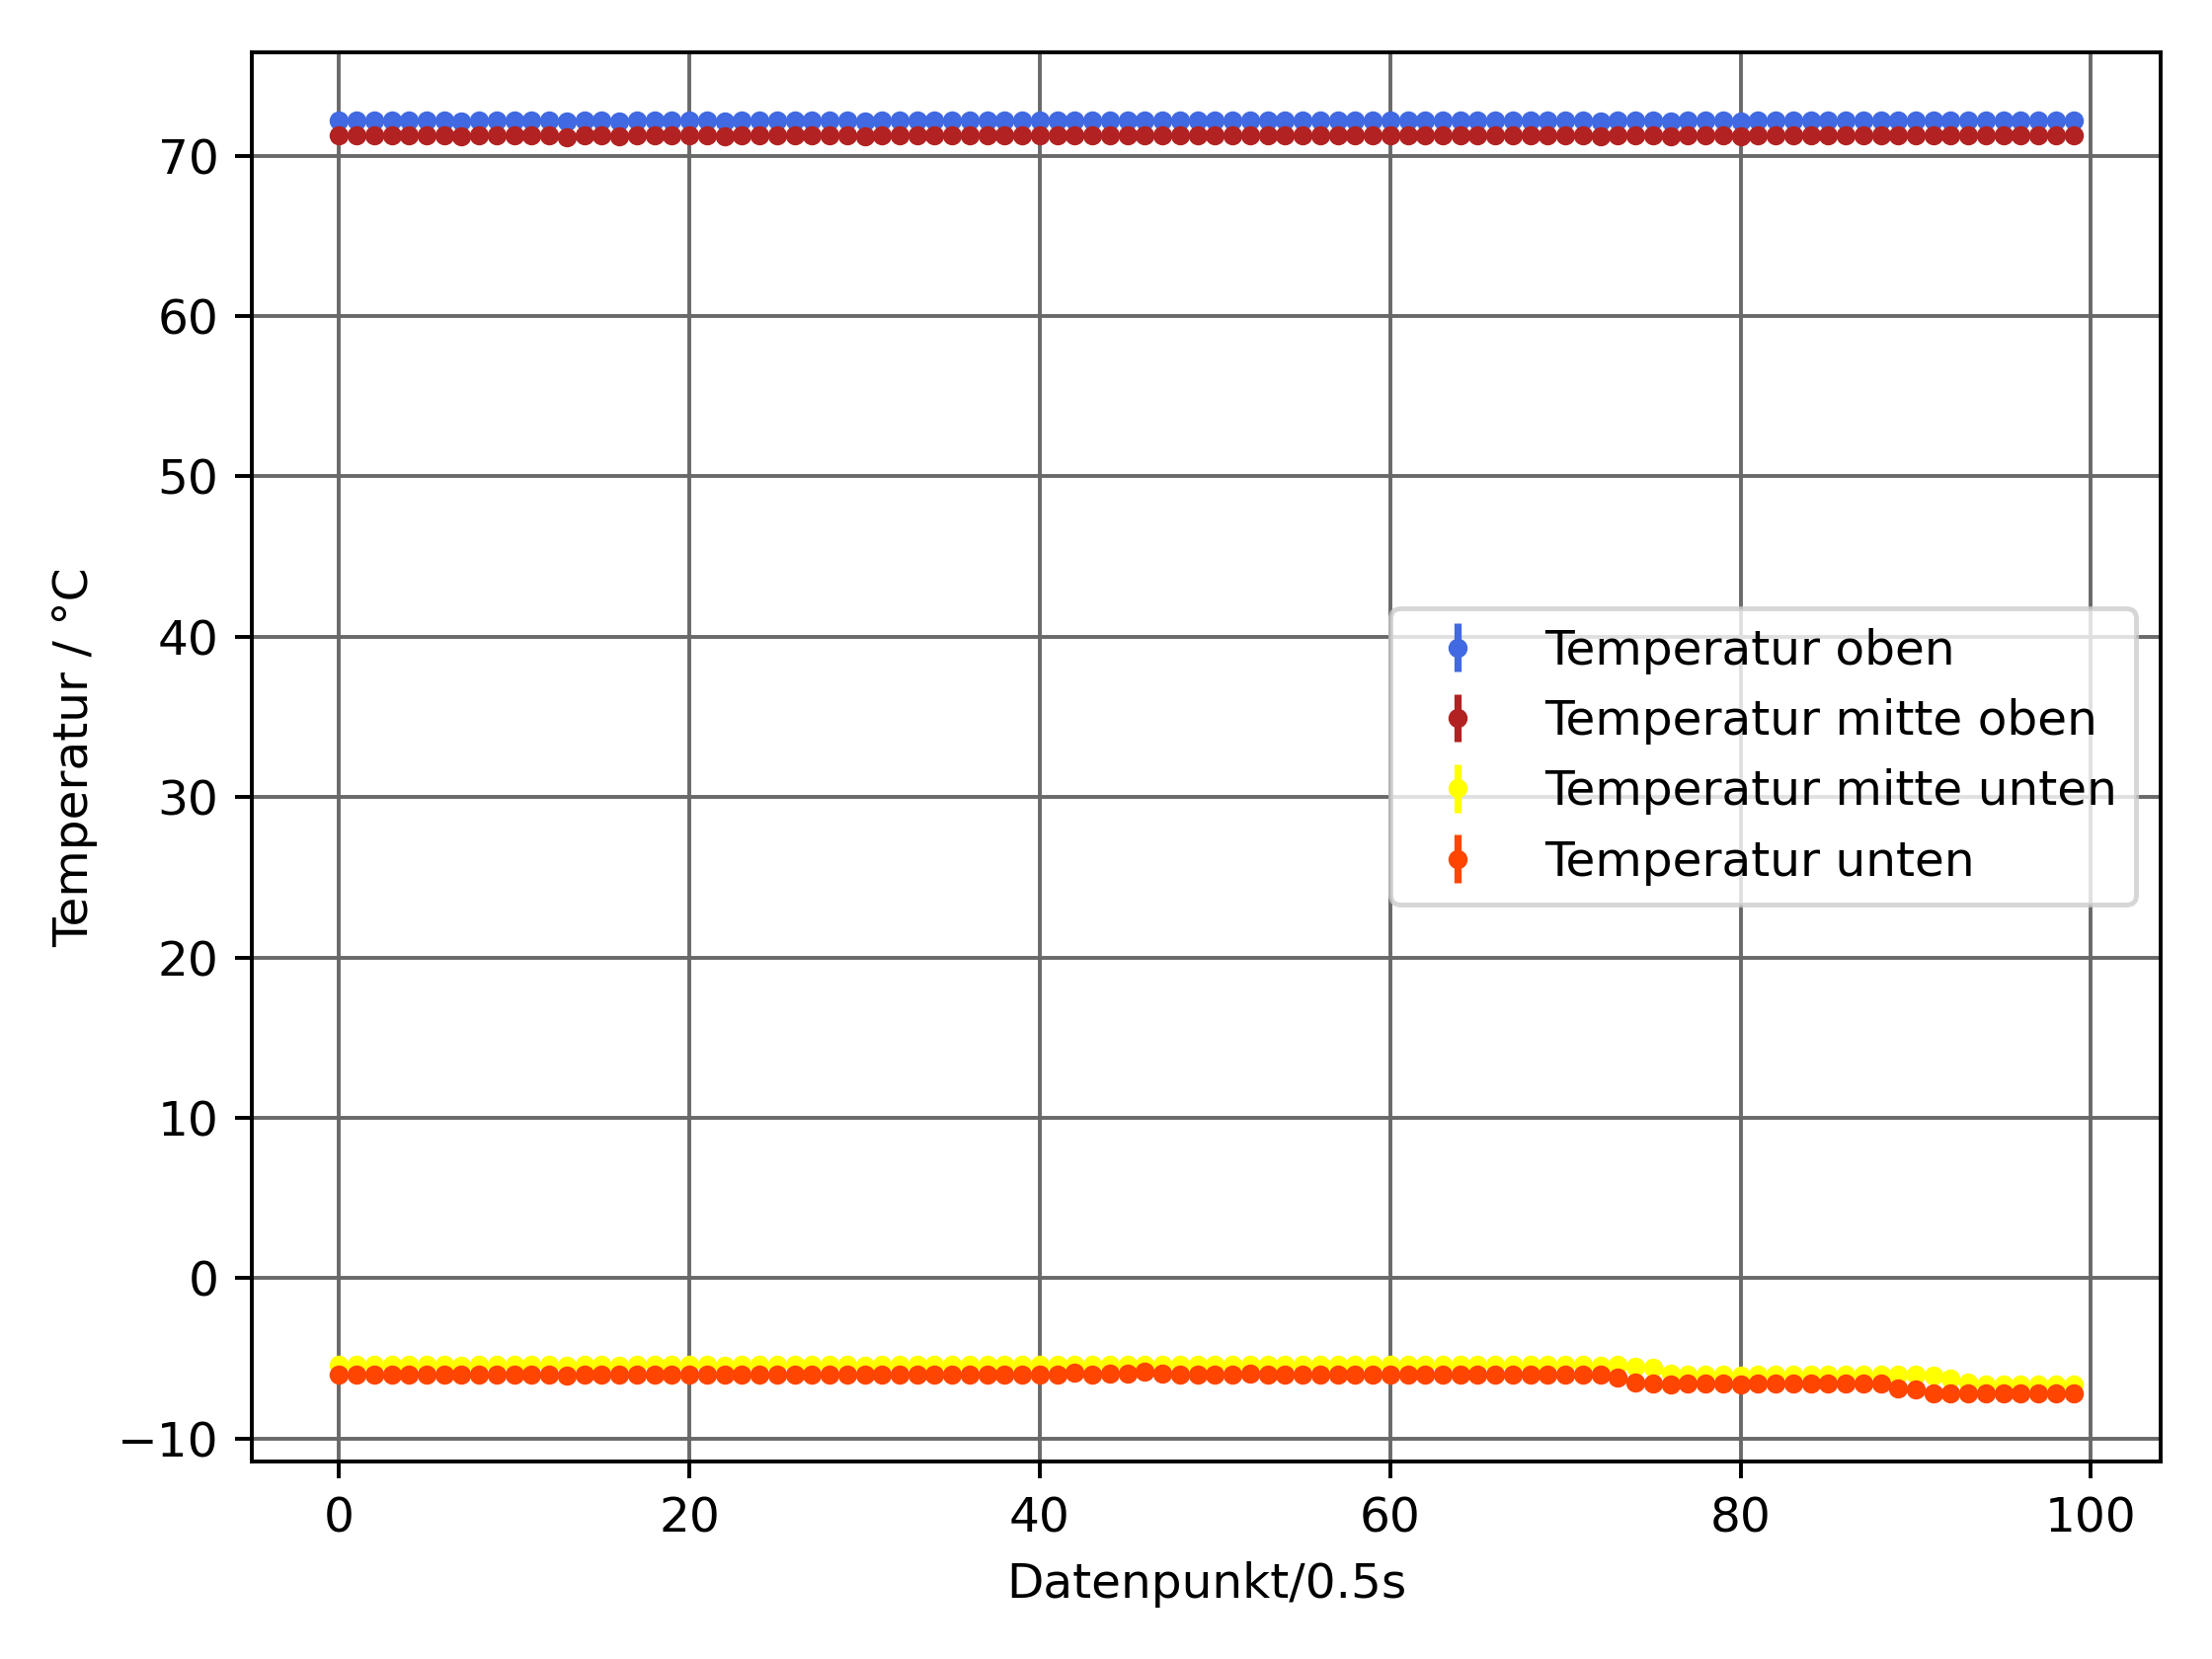 70
60
50
40
30
20
10
0
−10
Temperatur / °C
Temperatur oben
Temperatur mitte oben
Temperatur mitte unten
Temperatur unten
0 20 40 60 80 100
Datenpunkt/0.5s